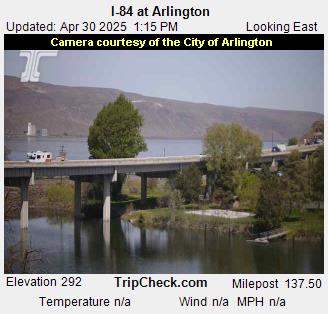 I-84 at Arlington
Updated: Apr 30 2025 1:15 PM Looking East
Camera courtesy of the City of Arlington
Elevation 292 TripCheck.com Milepost 137.50
Temperature n/a Wind n/a MPH n/a